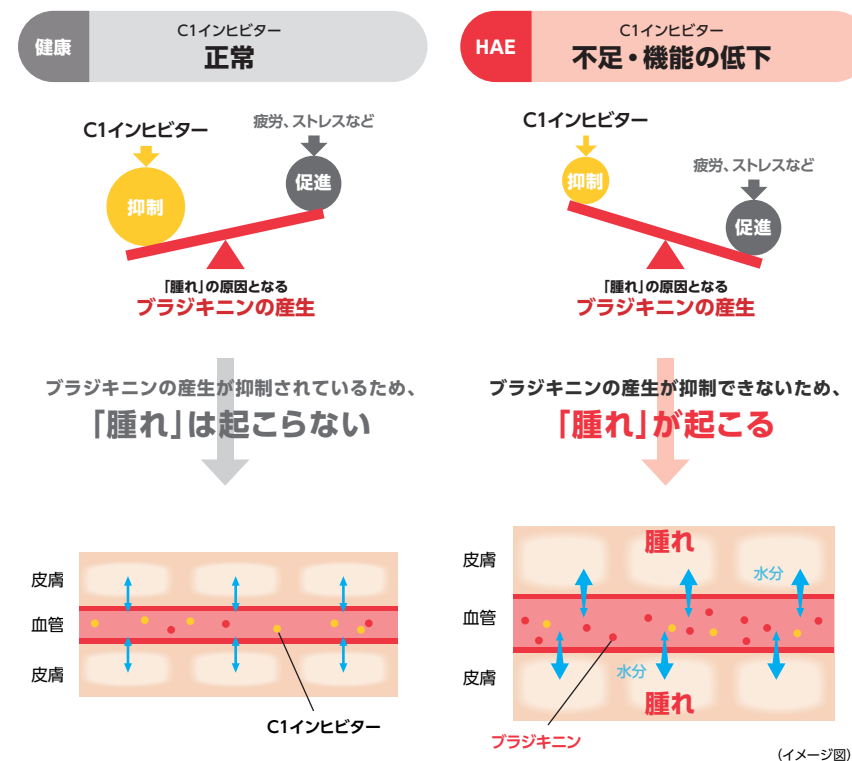 健康
C1インヒビター
正常
C1インヒビター
疲労、ストレスなど
抑制
促進
「腫れ」の原因となる
ブラジキニンの産生
ブラジキニンの産生が抑制されているため、
「腫れ」は起こらない
皮膚
血管
皮膚
C1インヒビター
HAE
C1インヒビター
不足・機能の低下
C1インヒビター
疲労、ストレスなど
抑制
促進
「腫れ」の原因となる
ブラジキニンの産生
ブラジキニンの産生が抑制できないため、
「腫れ」が起こる
腫れ
皮膚
水分
血管
皮膚
水分
腫れ
ブラジキニン
(イメージ図)